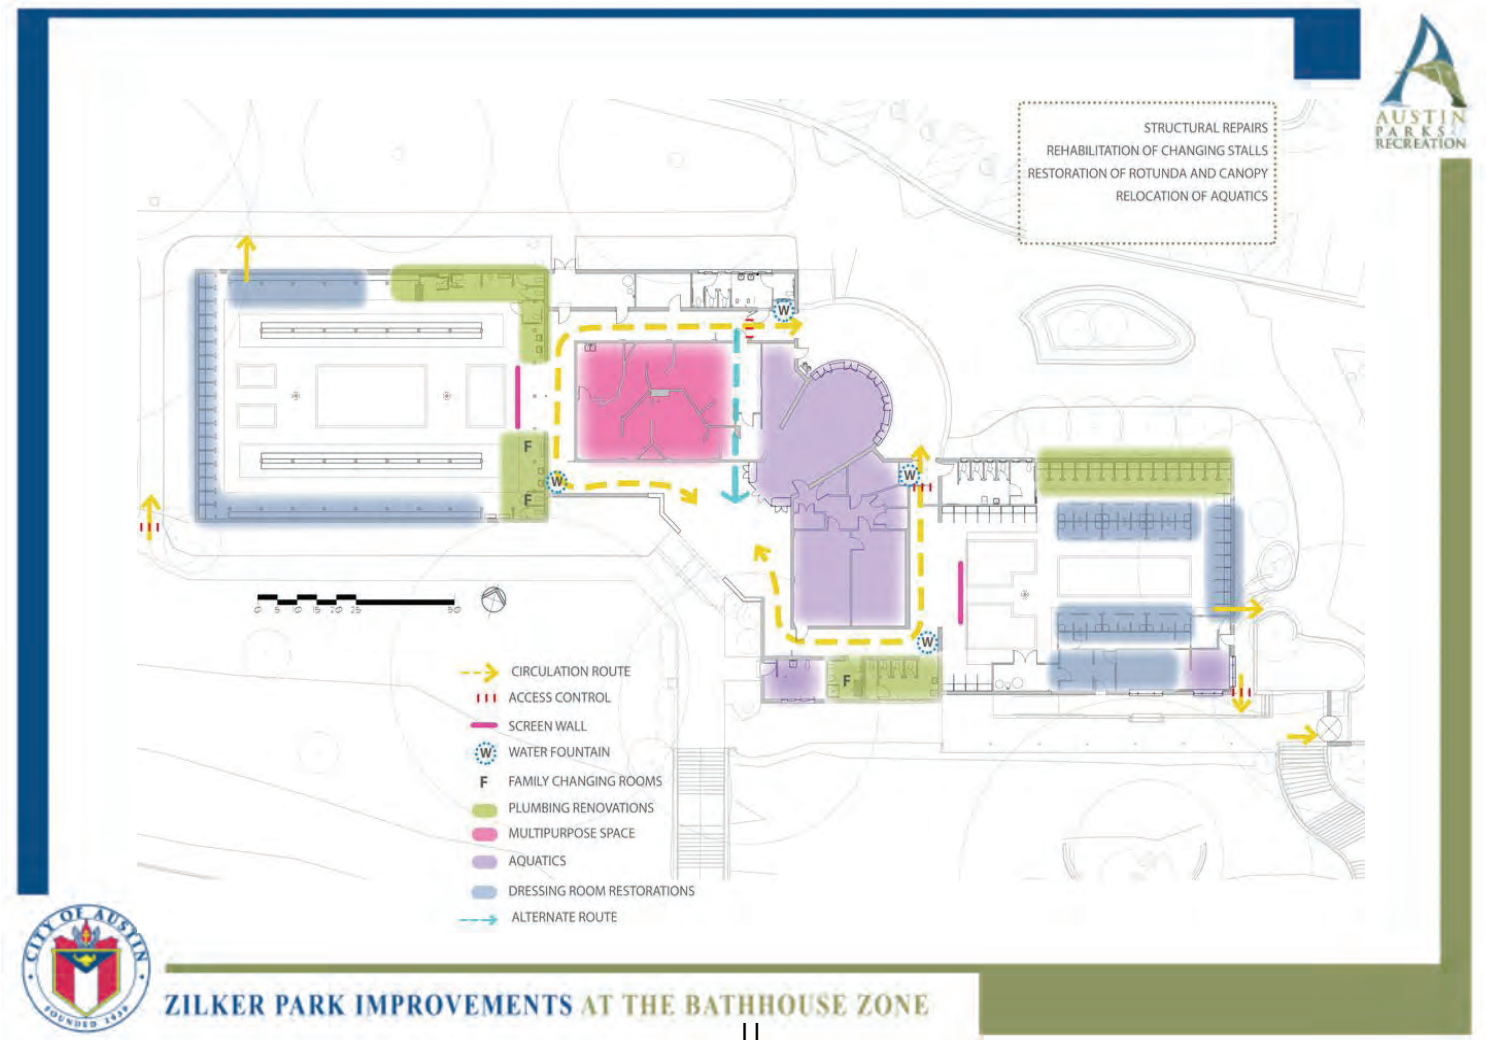 AUSTIN
PARKS
RECREATION
STRUCTURAL REPAIRS
REHABILITATION OF CHANGING STALLS
RESTORATION OF ROTUNDA AND CANOPY
RELOCATION OF AQUATICS
W
F
W
F
W
W
F
CIRCULATION ROUTE
ACCESS CONTROL
SCREEN WALL
W WATER FOUNTAIN
F FAMILY CHANGING ROOMS
PLUMBING RENOVATIONS
MULTIPURPOSE SPACE
AQUATICS
DRESSING ROOM RESTORATIONS
ALTERNATE ROUTE
CITY OF AUSTIN
FOUNDED 1839
ZILKER PARK IMPROVEMENTS AT THE BATHHOUSE ZONE